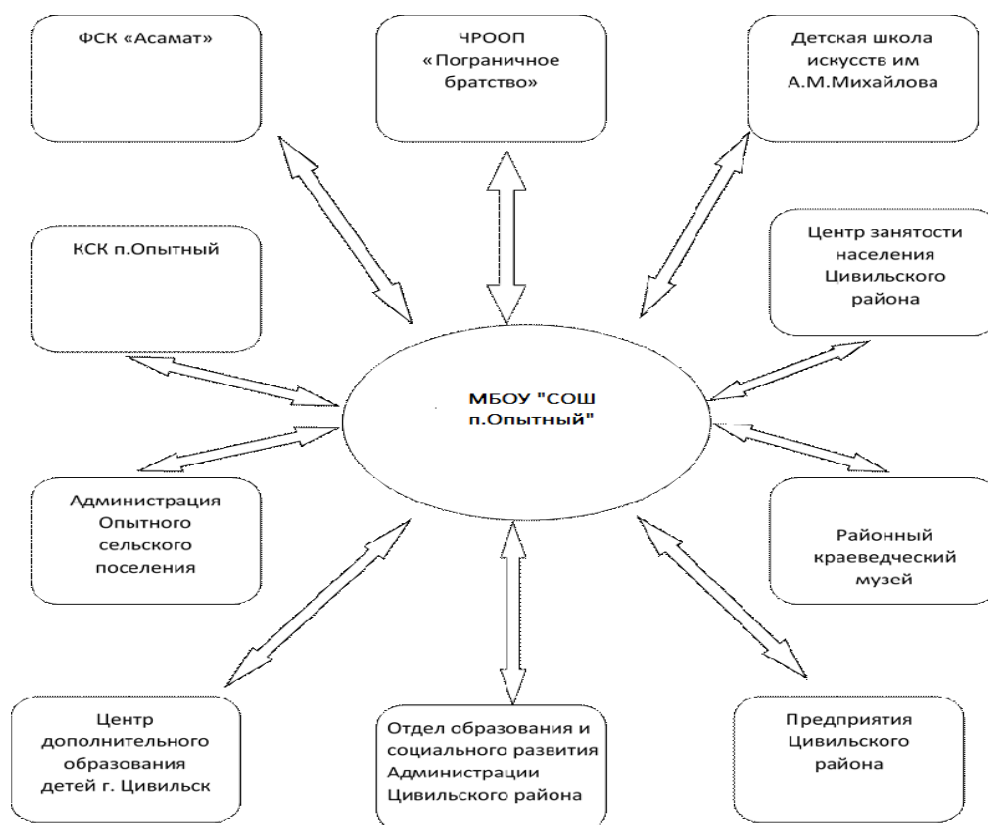 ФСК «Асамат»
ЧРООП
«Пограничное
братство»
Детская школа
искусств им
А.М.Михайлова
КСК п.Опытный
Центр занятости
населения
Цивильского
района
МБОУ "СОШ
п.Опытный"
Администрация
Опытного
сельского
поселения
Районный
краеведческий
музей
Центр
дополнительного
образования
детей г. Цивильск
Отдел образования и
социального развития
Администрации
Цивильского района
Предприятия
Цивильского
района